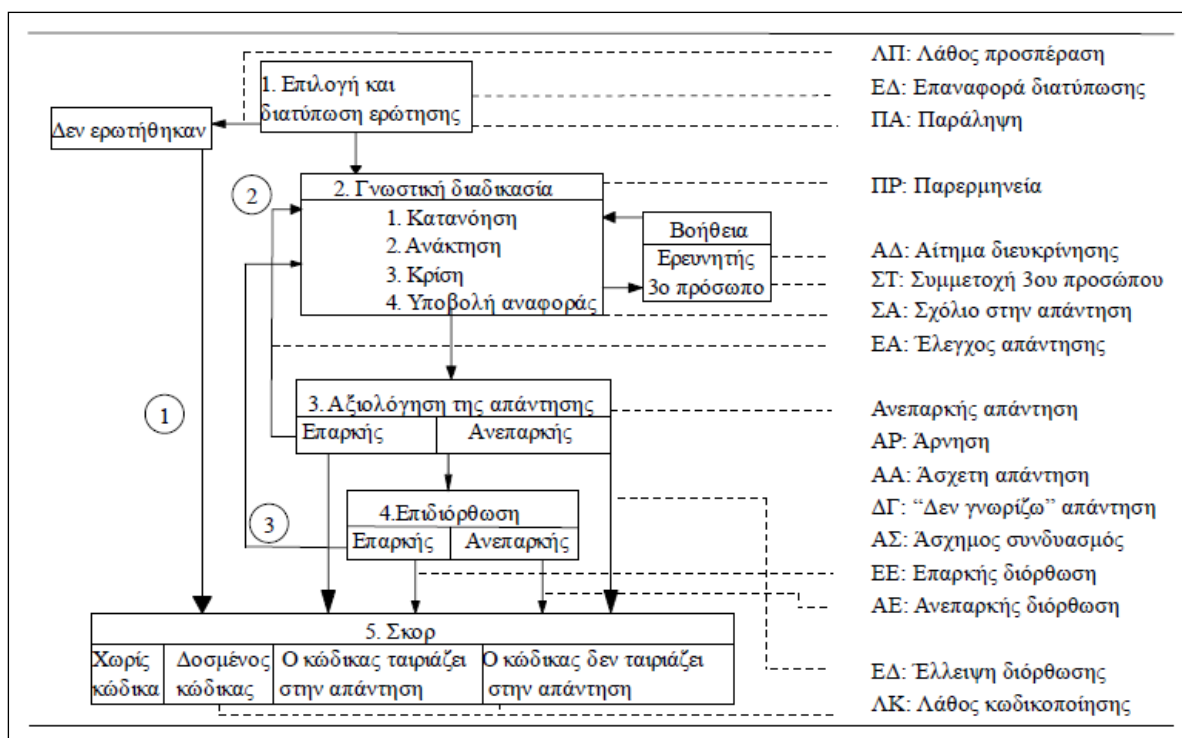 1. Επιλογή και
διατύπωση ερώτησης
Δεν ερωτήθηκαν
2
2. Γνωστική διαδικασία
1. Κατανόηση
2. Ανάκτηση
3. Κρίση
4. Υποβολή αναφοράς
Βοήθεια
Ερευνητής
3ο πρόσωπο
1
3. Αξιολόγηση της απάντησης
Επαρκής
Ανεπαρκής
3
4.Επιδιόρθωση
Επαρκής
Ανεπαρκής
5. Σκορ
Χωρίς
κώδικα
Δοσμένος
κώδικας
Ο κώδικας ταιριάζει
στην απάντηση
Ο κώδικας δεν ταιριάζει
στην απάντηση
ΛΠ: Λάθος προσπέραση
ΕΔ: Επαναφορά διατύπωσης
ΠΑ: Παράληψη
ΠΡ: Παρερμηνεία
ΑΔ: Αίτημα διευκρίνησης
ΣΤ: Συμμετοχή 3ου προσώπου
ΣΑ: Σχόλιο στην απάντηση
ΕΑ: Έλεγχος απάντησης
Ανεπαρκής απάντηση
ΑΡ: Άρνηση
ΑΑ: Άσχετη απάντηση
ΔΓ: “Δεν γνωρίζω” απάντηση
ΑΣ: Άσχημος συνδυασμός
ΕΕ: Επαρκής διόρθωση
ΑΕ: Ανεπαρκής διόρθωση
ΕΔ: Έλλειψη διόρθωσης
ΛΚ: Λάθος κωδικοποίησης